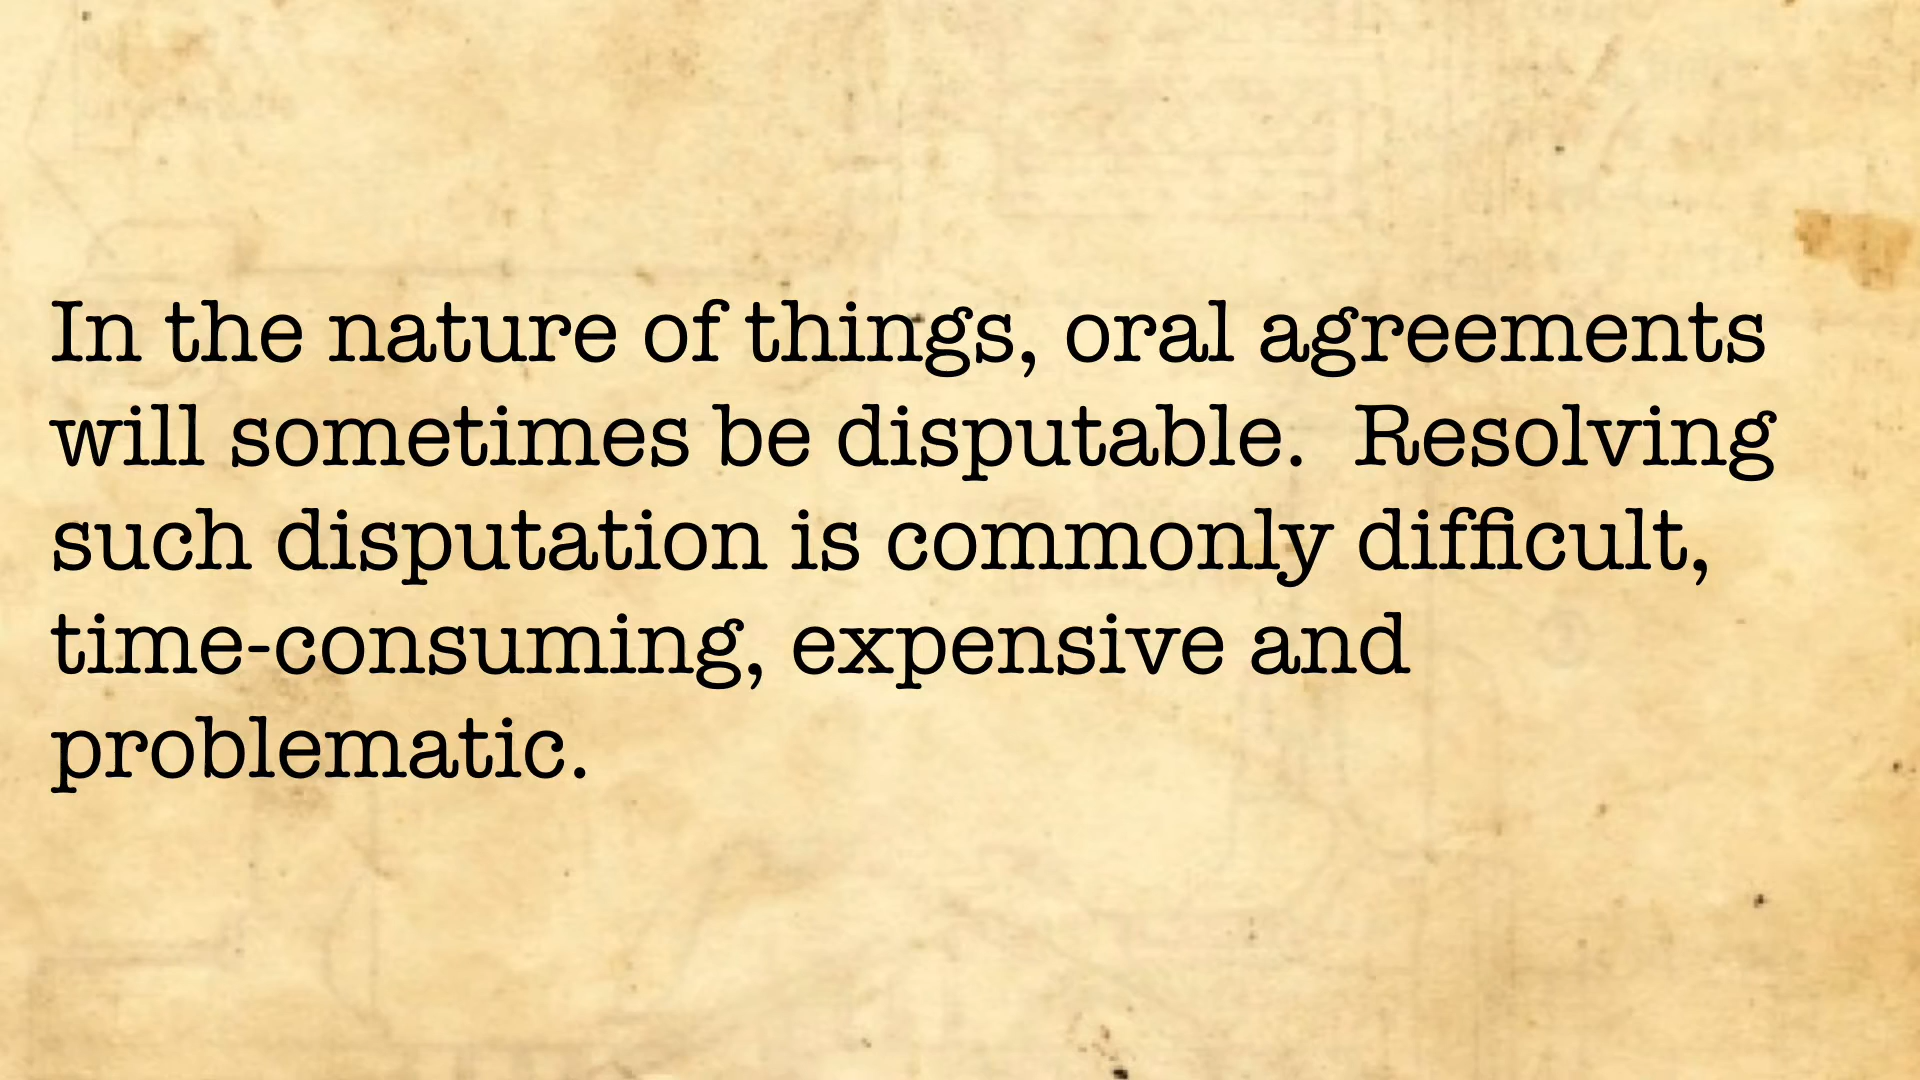 In the nature of things, oral agreements
will sometimes be disputable.  Resolving
such disputation is commonly difficult,
time-consuming, expensive and
problematic.